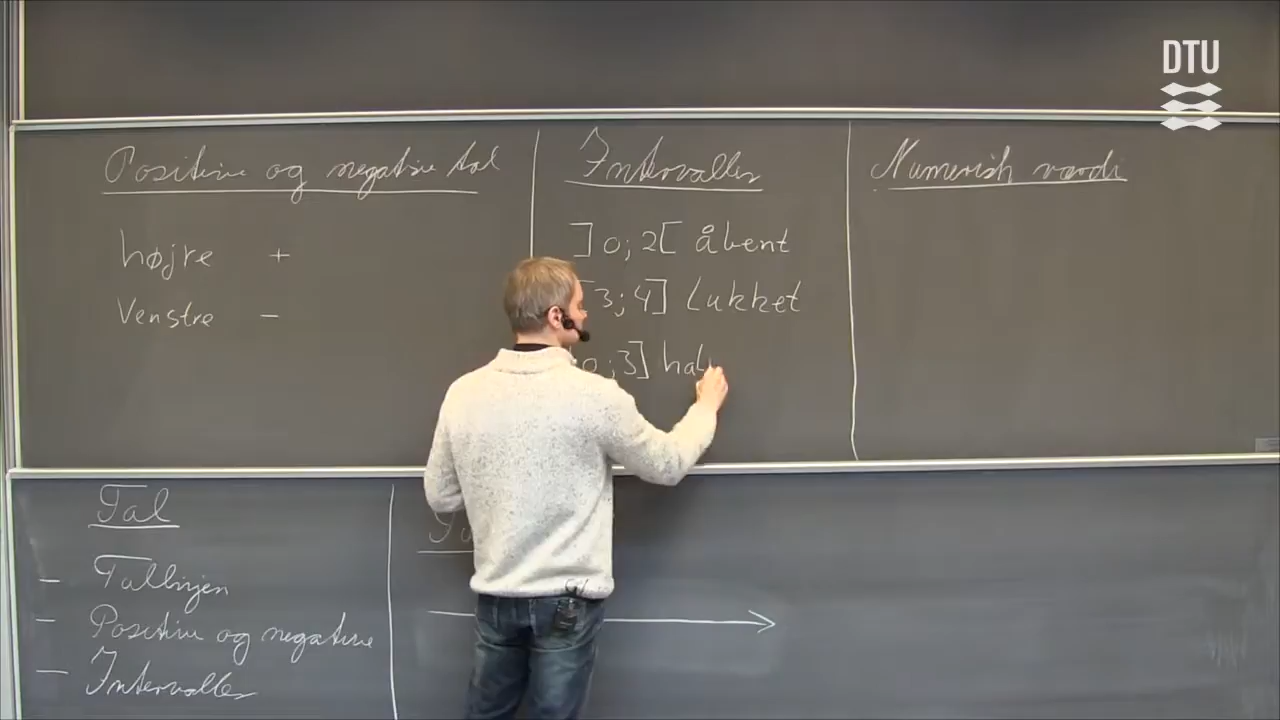 DTU
Positive og negative tal
højre +
Venstre -
Intervaller
]0;2[ åbent
[3;4] Lukket
0;3] hal
Numerisk værdi
Tal
- Tallinjen
- Positive og negative
- Intervaller